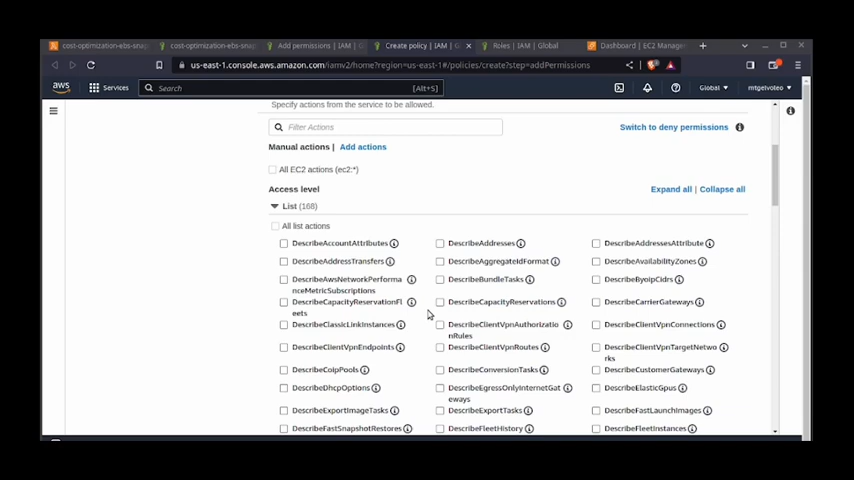 cost-optimization-ebs-snap
cost-optimization-ebs-snap
Add permissions | IAM | G
Create policy | IAM | G
Roles | IAM | Global
Dashboard | EC2 Manageme
us-east-1.console.aws.amazon.com/iamv2/home?region=us-east-1#/policies/create?step=addPermissions
aws
Services
Search
[Alt+S]
Global
mtgetvoteo
Specify actions from the service to be allowed.
Filter Actions
Switch to deny permissions
Manual actions | Add actions
All EC2 actions (ec2:*)
Access level
Expand all | Collapse all
List (168)
All list actions
DescribeAccountAttributes
DescribeAddresses
DescribeAddressesAttribute
DescribeAddressTransfers
DescribeAggregateIdFormat
DescribeAvailabilityZones
DescribeAwsNetworkPerforma
nceMetricSubscriptions
DescribeBundleTasks
DescribeByoipCidrs
DescribeCapacityReservationFl
eets
DescribeCapacityReservations
DescribeCarrierGateways
DescribeClassicLinkInstances
DescribeClientVpnAuthorizatio
nRules
DescribeClientVpnConnections
DescribeClientVpnEndpoints
DescribeClientVpnRoutes
DescribeClientVpnTargetNetwo
rks
DescribeCoipPools
DescribeConversionTasks
DescribeCustomerGateways
DescribeDhcpOptions
DescribeEgressOnlyInternetGat
eways
DescribeElasticGpus
DescribeExportImageTasks
DescribeExportTasks
DescribeFastLaunchImages
DescribeFastSnapshotRestores
DescribeFleetHistory
DescribeFleetInstances